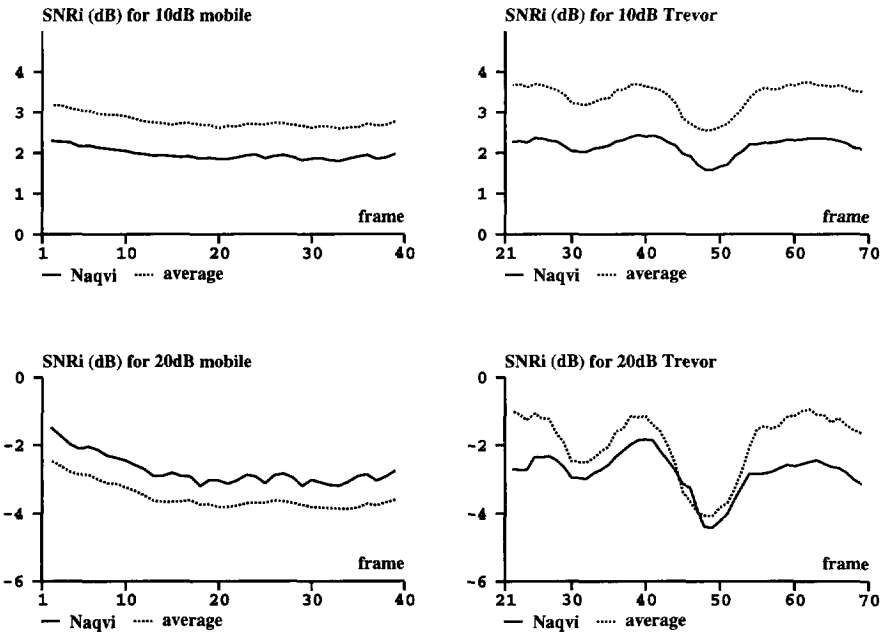 SNRi (dB) for 10dB mobile
4
3
2
1
0
frame
1 10 20 30 40
Naqvi average
SNRi (dB) for 10dB Trevor
4
3
2
1
0
frame
21 30 40 50 60 70
Naqvi average
SNRi (dB) for 20dB mobile
0
-2
-4
-6
frame
1 10 20 30 40
Naqvi average
SNRi (dB) for 20dB Trevor
0
-2
-4
-6
frame
21 30 40 50 60 70
Naqvi average